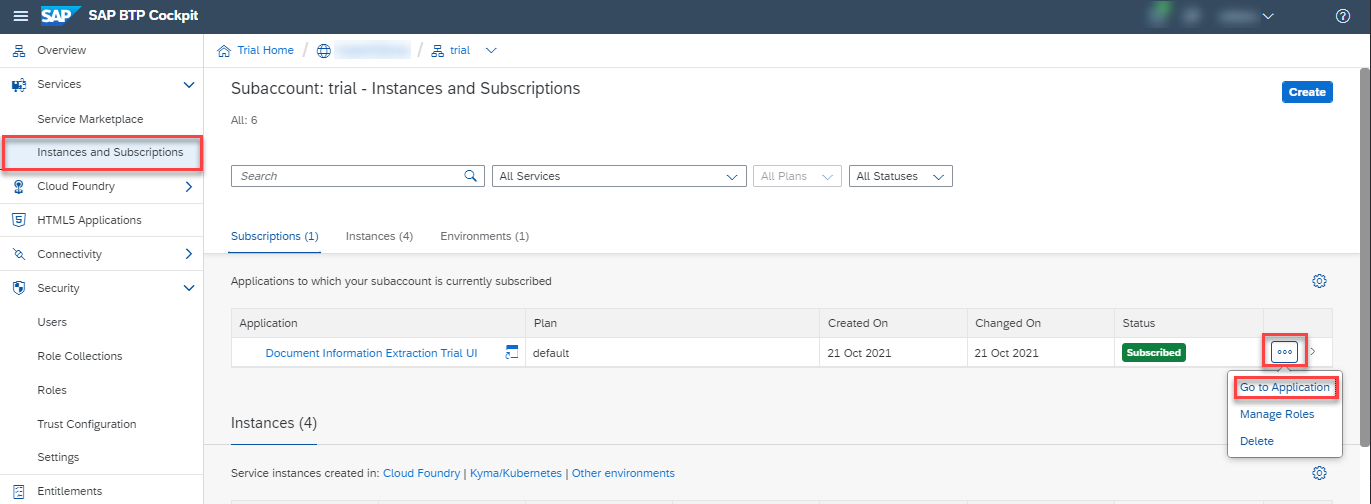 SAP SAP BTP Cockpit
Overview
Services
Service Marketplace
Instances and Subscriptions
Cloud Foundry
HTML5 Applications
Connectivity
Security
Users
Role Collections
Roles
Trust Configuration
Settings
Entitlements
Trial Home / / trial
Subaccount: trial - Instances and Subscriptions
Create
All: 6
Search All Services All Plans All Statuses
Subscriptions (1) Instances (4) Environments (1)
Applications to which your subaccount is currently subscribed
Application Plan Created On Changed On Status
Document Information Extraction Trial UI default 21 Oct 2021 21 Oct 2021 Subscribed
Go to Application
Manage Roles
Delete
Instances (4)
Service instances created in: Cloud Foundry | Kyma/Kubernetes | Other environments